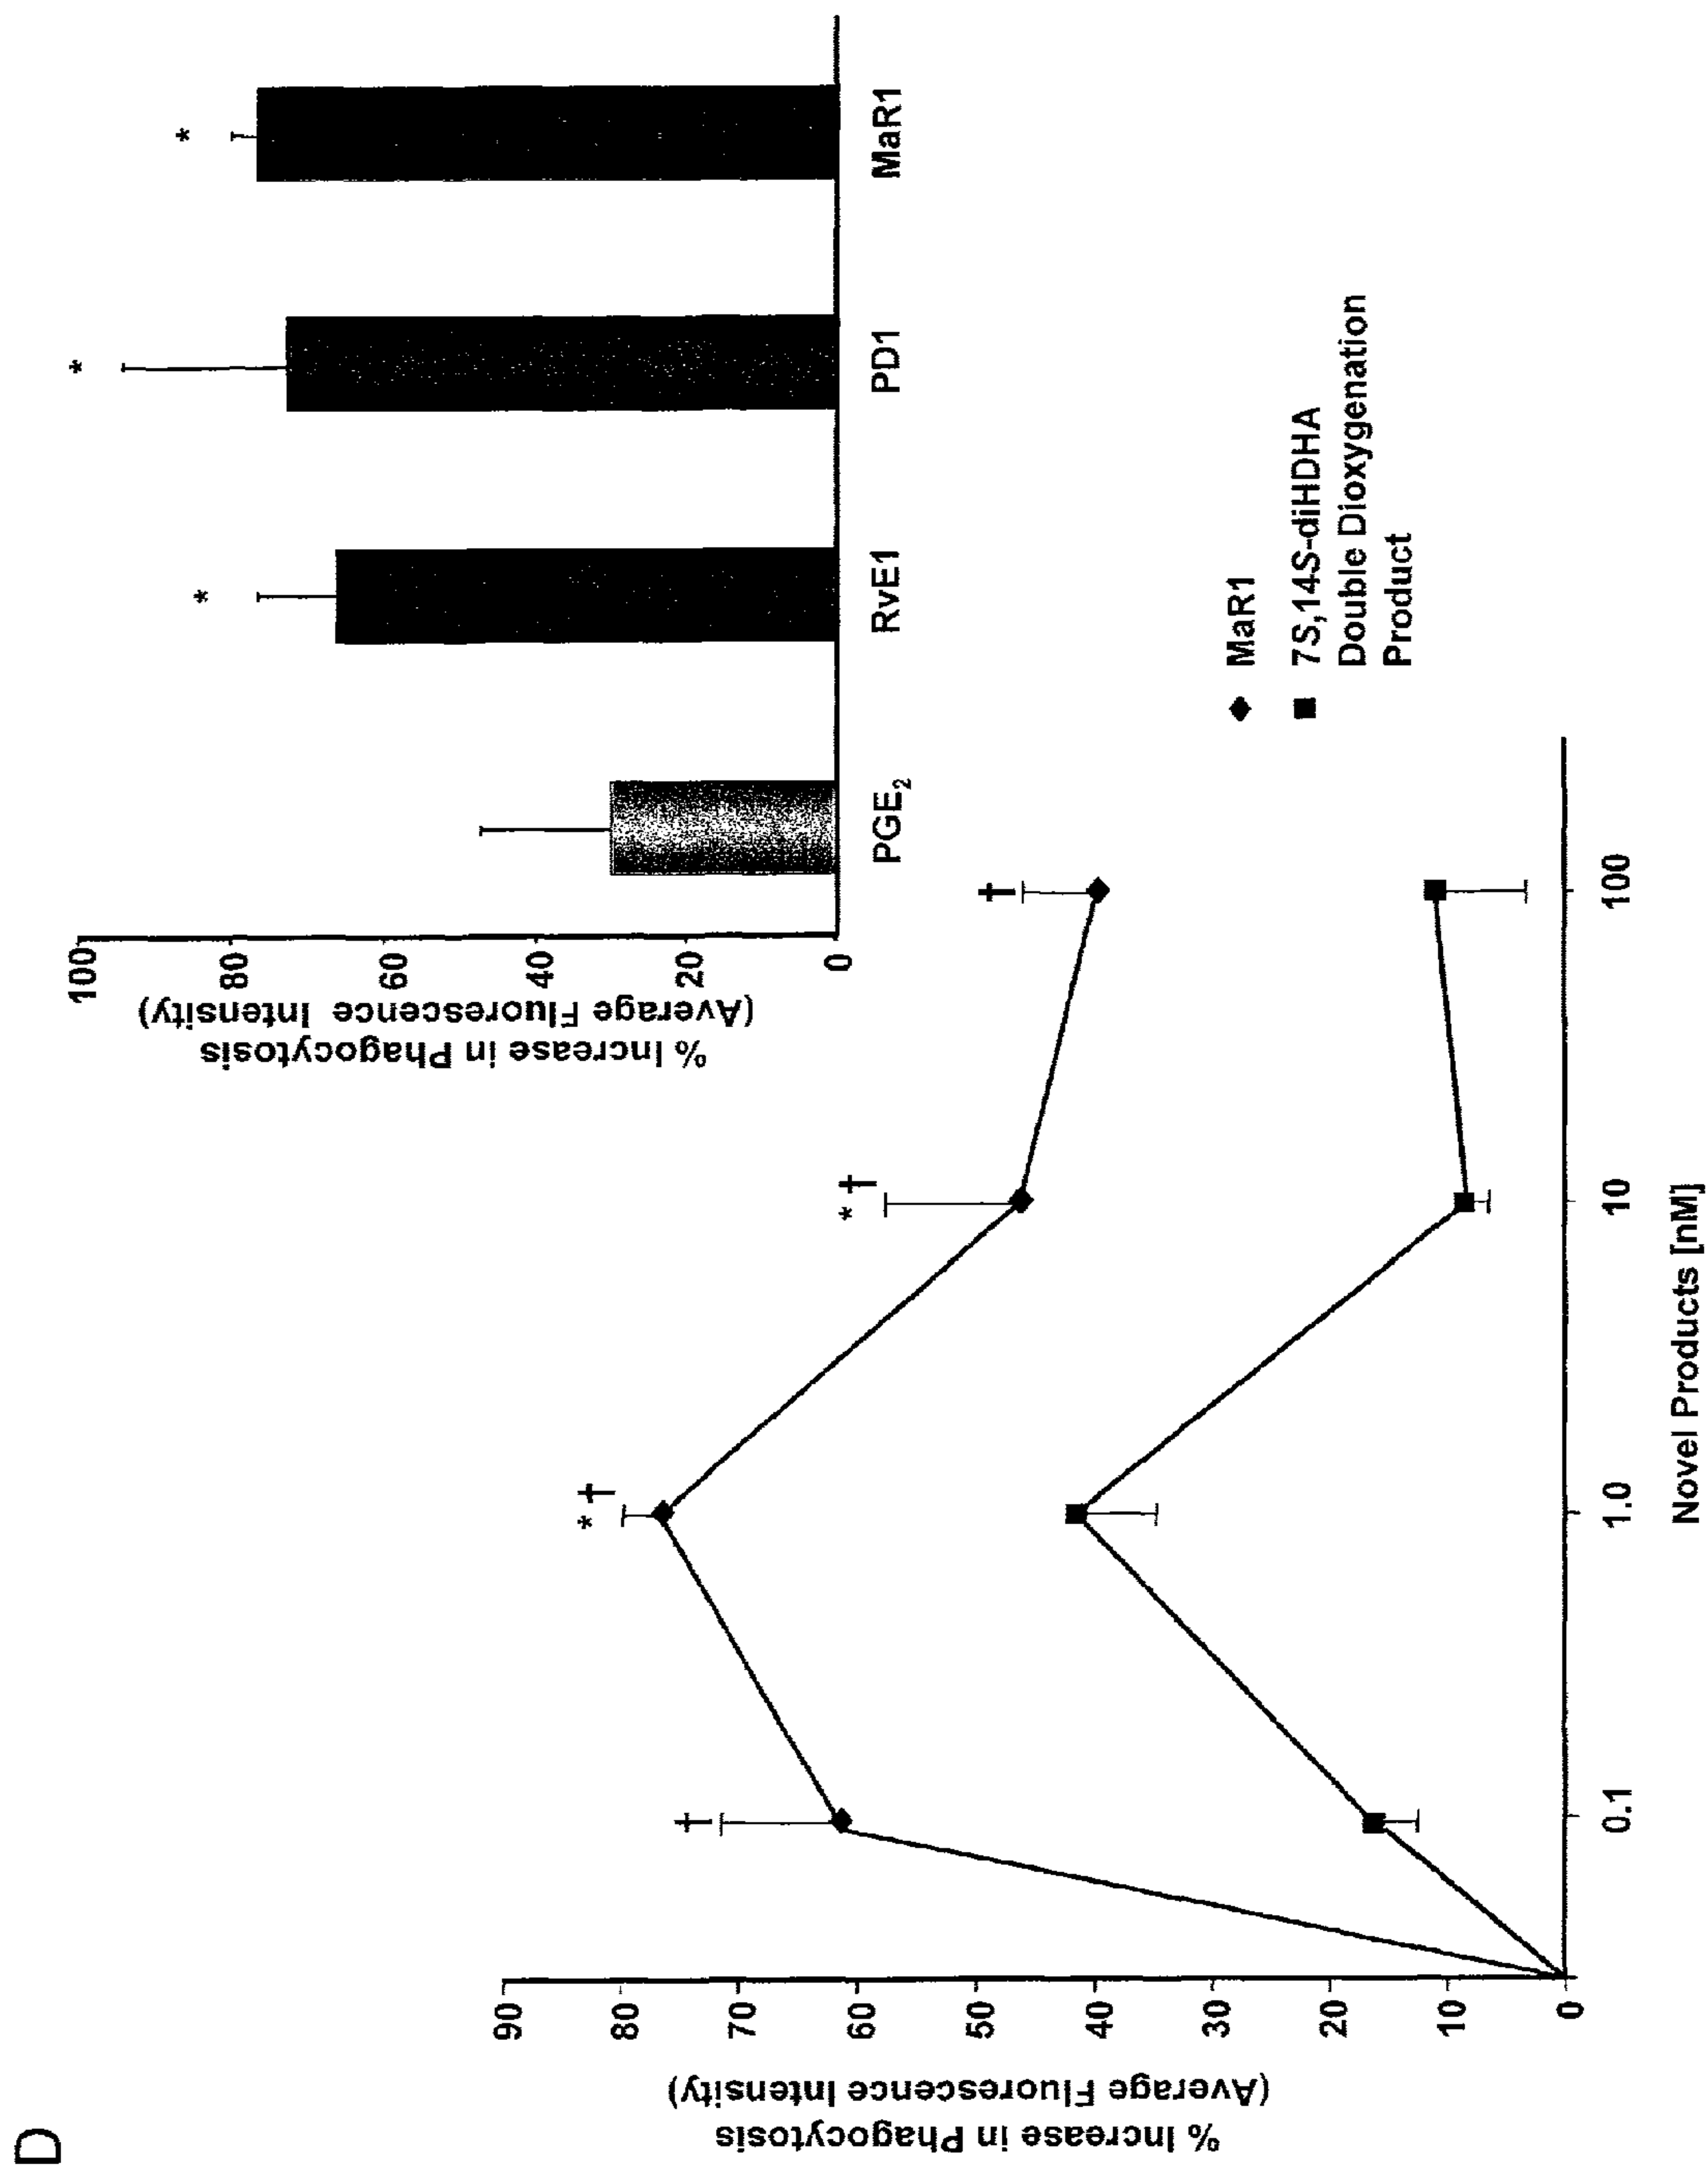 D
% Increase in Phagocytosis
(Average Fluorescence Intensity)
100
80
60
40
20
0
*
*
*
PGE2
RvE1
PD1
MaR1
% Increase in Phagocytosis
(Average Fluorescence Intensity)
90
80
70
60
50
40
30
20
10
0
†
*†
*†
†
0.1
1.0
10
100
Novel Products [nM]
MaR1
7S,14S-diHDHA
Double Dioxygenation
Product